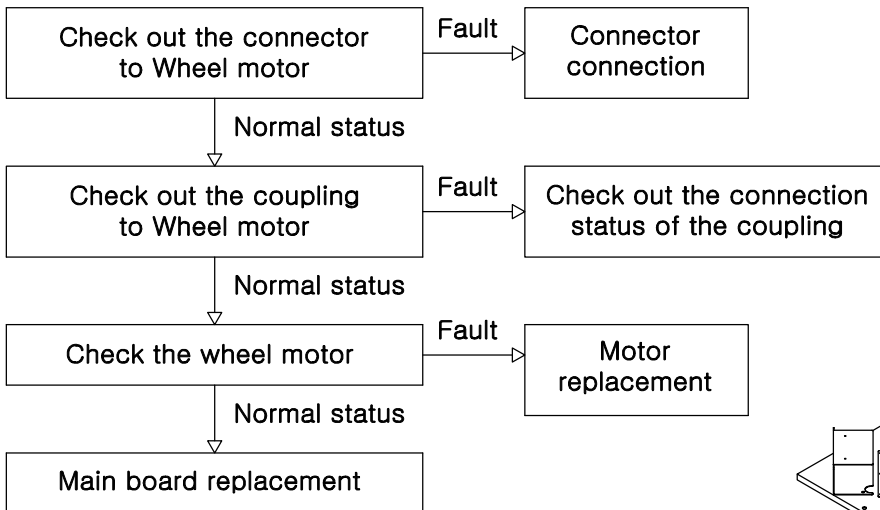 Check out the connector
to Wheel motor
Fault
Connector
connection
Normal status
Check out the coupling
to Wheel motor
Fault
Check out the connection
status of the coupling
Normal status
Check the wheel motor
Fault
Motor
replacement
Normal status
Main board replacement